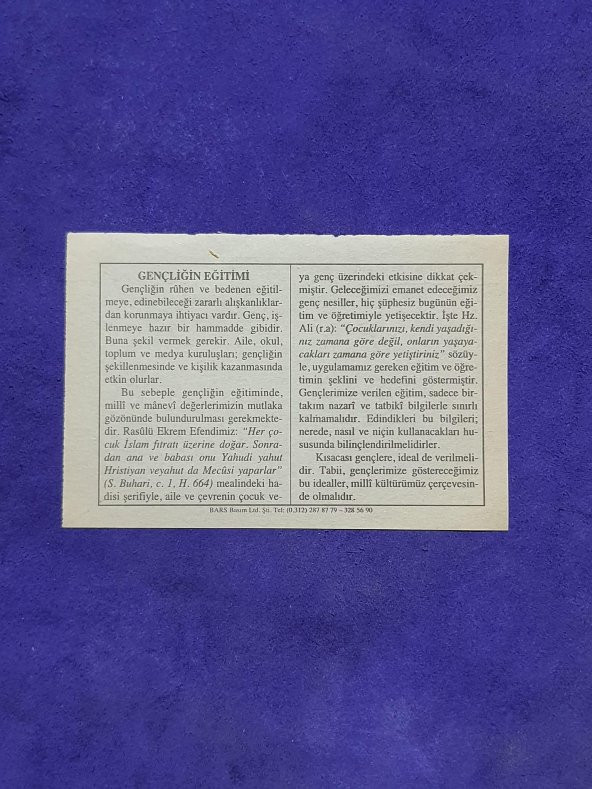 GENÇLİĞİN EĞİTİMİ
Gençliğin rûhen ve bedenen eğitil-
meye, edinebileceği zararlı alışkanlıklar-
dan korunmaya ihtiyacı vardır. Genç, iş-
lenmeye hazır bir hammadde gibidir.
Buna şekil vermek gerekir. Aile, okul,
toplum ve medya kuruluşları; gençliğin
şekillenmesinde ve kişilik kazanmasında
etkin olurlar.
Bu sebeple gençliğin eğitiminde,
millî ve mânevî değerlerimizin mutlaka
gözönünde bulundurulması gerekmekte-
dir. Rasûlü Ekrem Efendimiz: "Her ço-
cuk İslam fıtratı üzerine doğar. Sonra-
dan ana ve babası onu Yahudi yahut
Hristiyan veyahut da Mecûsi yaparlar"
(S. Buhari, c. 1, H. 664) mealindeki ha-
disi şerifiyle, aile ve çevrenin çocuk ve-
ya genç üzerindeki etkisine dikkat çek-
miştir. Geleceğimizi emanet edeceğimiz
genç nesiller, hiç şüphesiz bugünün eği-
tim ve öğretimiyle yetişecektir. İşte Hz.
Ali (r.a): "Çocuklarınızı, kendi yaşadığı-
nız zamana göre değil, onların yaşaya-
cakları zamana göre yetiştiriniz" sözüy-
le, uygulamamız gereken eğitim ve öğre-
timin şeklini ve hedefini göstermiştir.
Gençlerimize verilen eğitim, sadece bir-
takım nazarî ve tatbikî bilgilerle sınırlı
kalmamalıdır. Edindikleri bu bilgileri;
nerede, nasıl ve niçin kullanacakları hu-
susunda bilinçlendirilmelidirler.
Kısacası gençlere, ideal de verilmeli-
dir. Tabii, gençlerimize göstereceğimiz
bu idealler, millî kültürümüz çerçevesin-
de olmalıdır.
BARS Basım Ltd. Şti. Tel: (0.312) 287 87 79 – 328 56 90